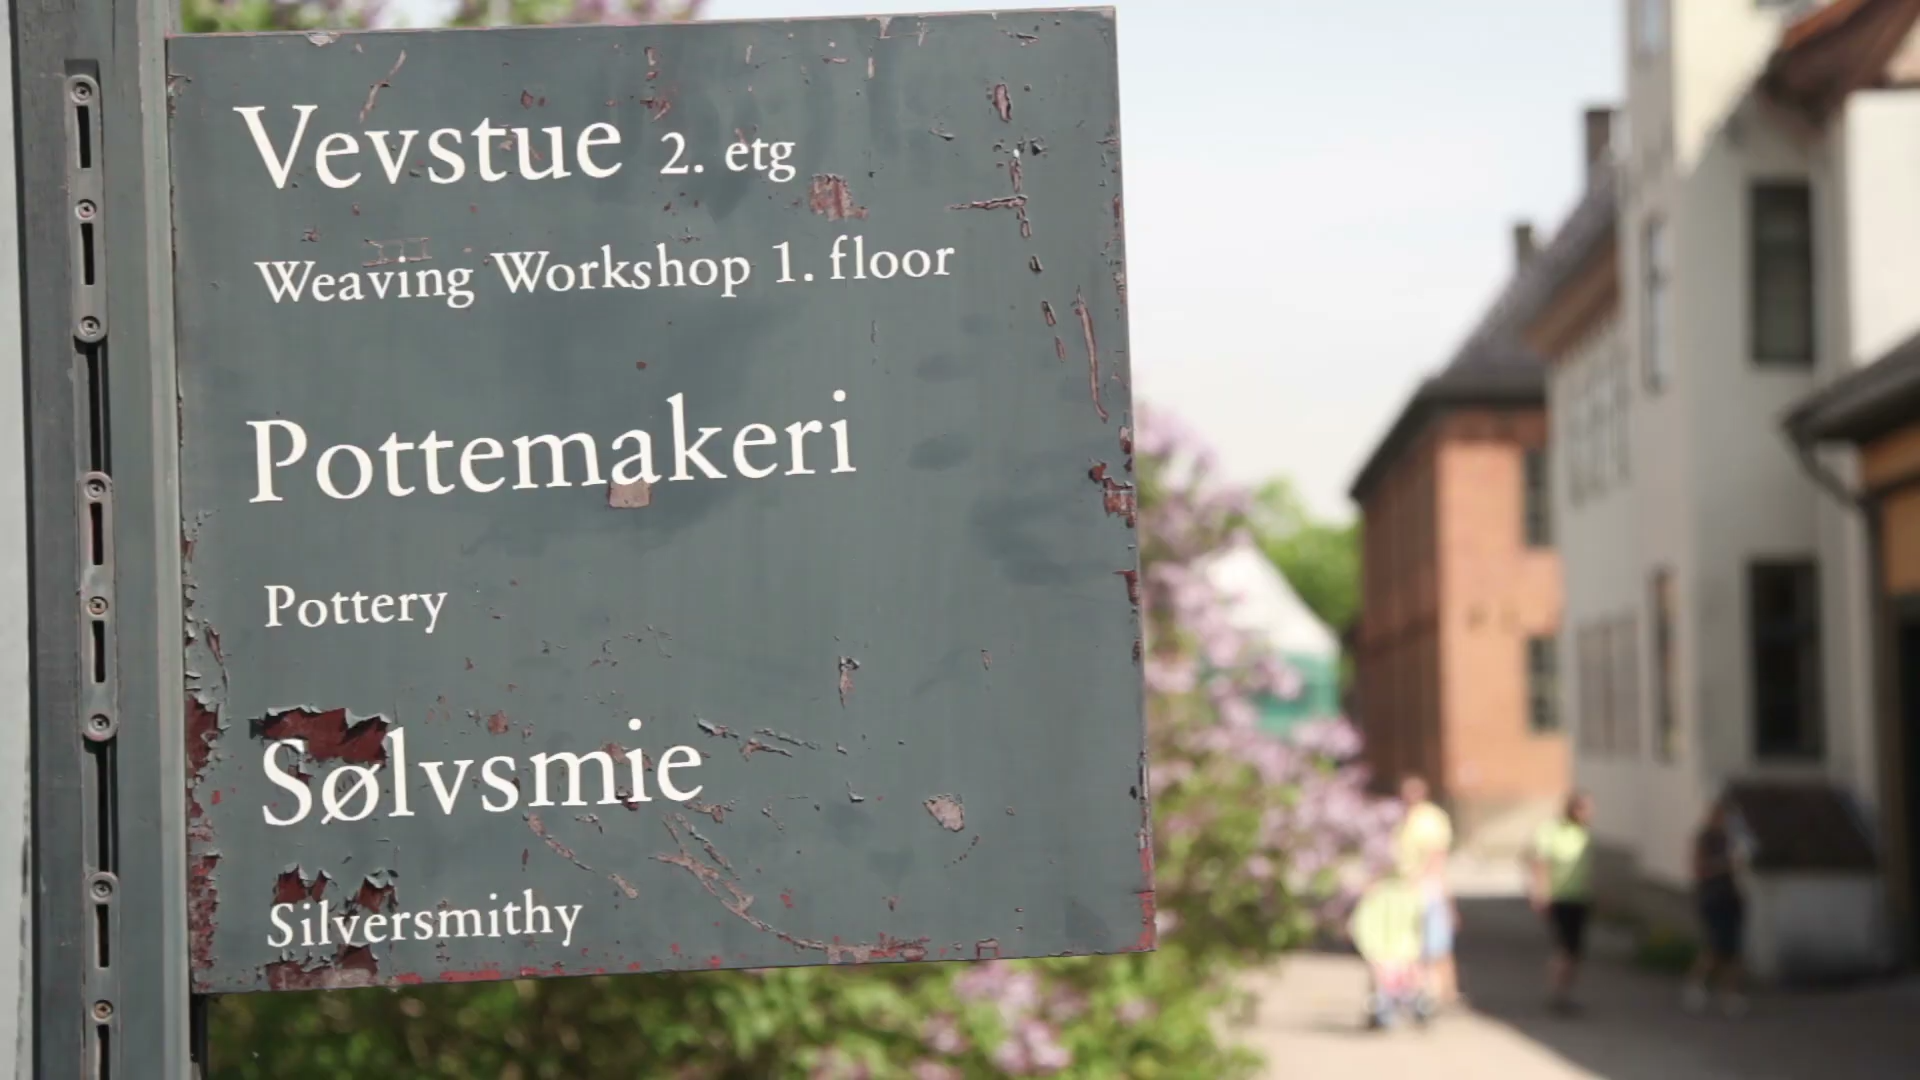 Vevstue 2. etg
Weaving Workshop 1. floor
Pottemakeri
Pottery
Sølvsmie
Silversmithy